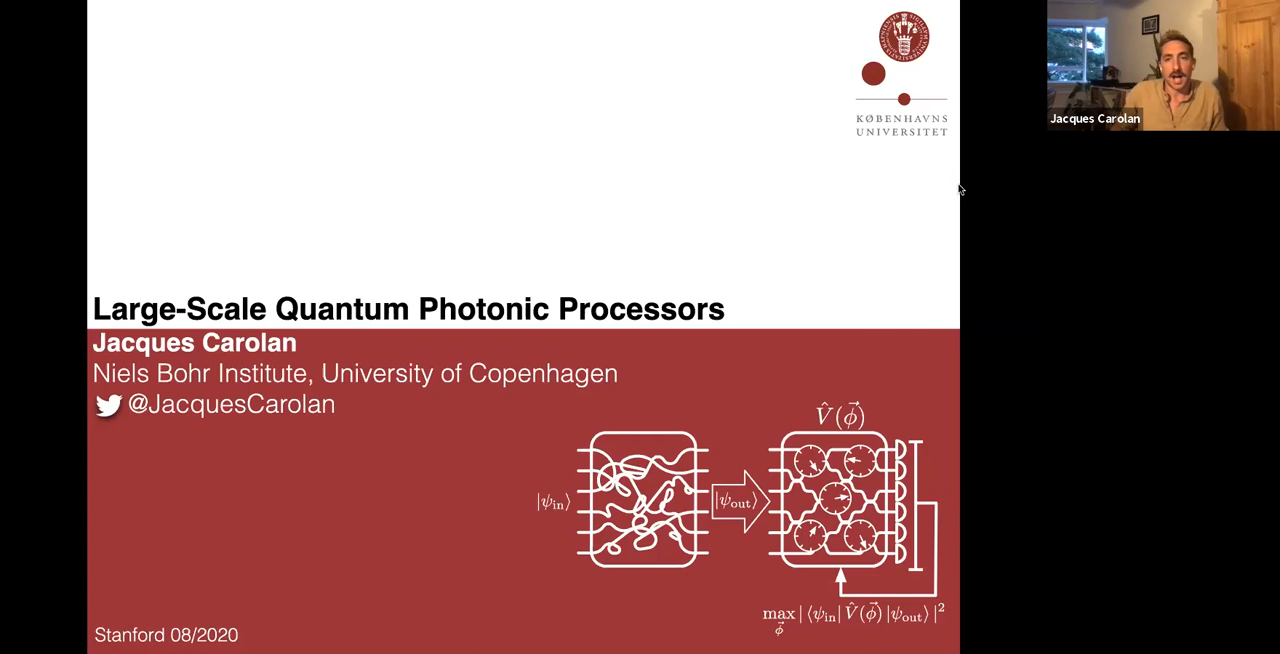 KØBENHAVNS
UNIVERSITET
Jacques Carolan
Large-Scale Quantum Photonic Processors
Jacques Carolan
Niels Bohr Institute, University of Copenhagen
@JacquesCarolan
V̂(φ⃗)
|ψin⟩
|ψout⟩
max |⟨ψin| V̂(φ⃗) |ψout⟩|²
φ⃗
Stanford 08/2020